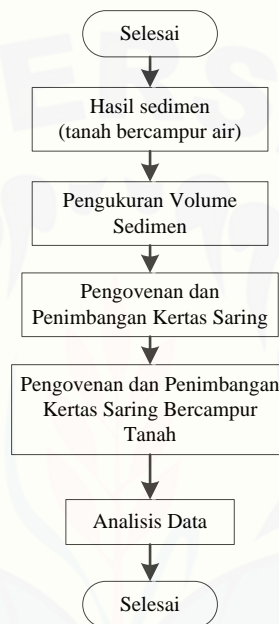 Selesai
Hasil sedimen
(tanah bercampur air)
Pengukuran Volume
Sedimen
Pengovenan dan
Penimbangan Kertas Saring
Pengovenan dan Penimbangan
Kertas Saring Bercampur
Tanah
Analisis Data
Selesai